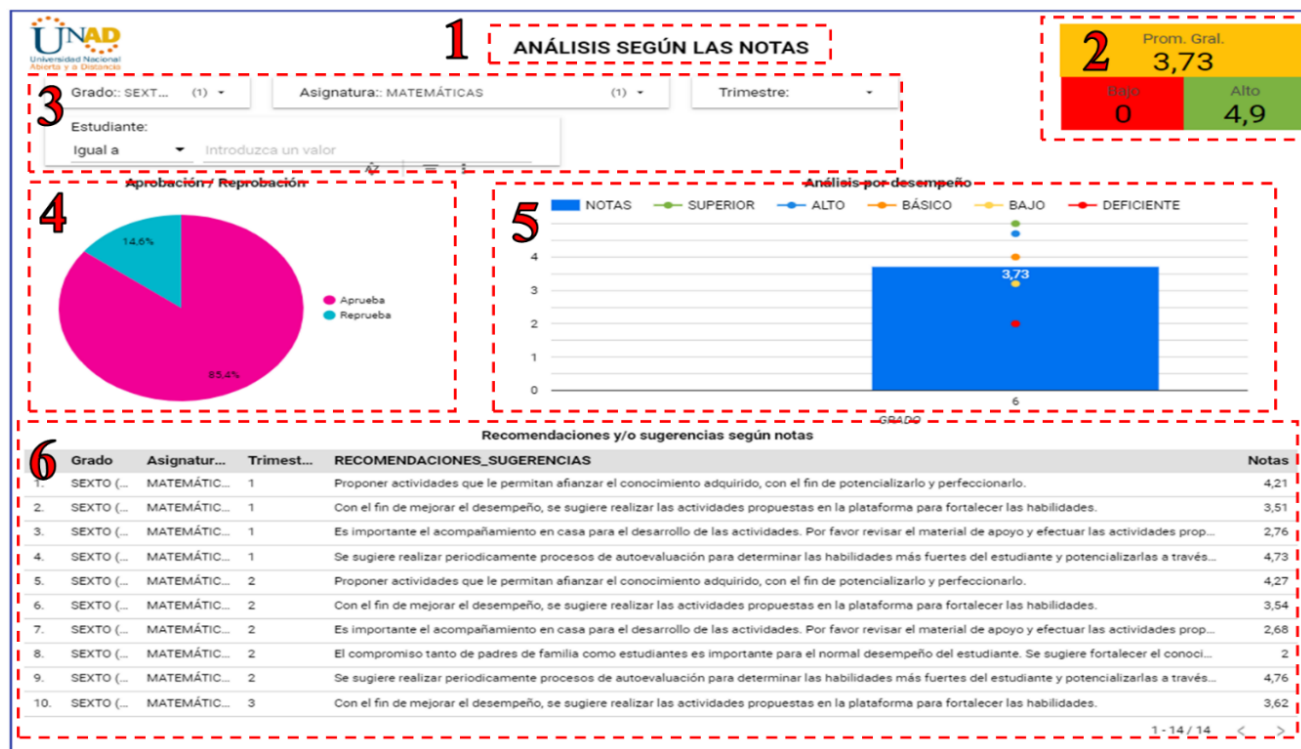 UNAD
Universidad Nacional
Abierta y a Distancia
1
ANÁLISIS SEGÚN LAS NOTAS
2
Prom. Gral.
3,73
Bajo
0
Alto
4,9
3
Grado:: SEXT... (1)
Asignatura:: MATEMÁTICAS (1)
Trimestre:
Estudiante:
Igual a Introduzca un valor
4
Aprobación / Reprobación
14,6%
85,4%
Aprueba
Reprueba
5
Análisis por desempeño
NOTAS SUPERIOR ALTO BÁSICO BAJO DEFICIENTE
4
3
2
1
0
3,73
6
GRADO
6
Recomendaciones y/o sugerencias según notas
Grado Asignatur... Trimest... RECOMENDACIONES_SUGERENCIAS Notas
1. SEXTO (... MATEMÁTIC... 1 Proponer actividades que le permitan afianzar el conocimiento adquirido, con el fin de potencializarlo y perfeccionarlo. 4,21
2. SEXTO (... MATEMÁTIC... 1 Con el fin de mejorar el desempeño, se sugiere realizar las actividades propuestas en la plataforma para fortalecer las habilidades. 3,51
3. SEXTO (... MATEMÁTIC... 1 Es importante el acompañamiento en casa para el desarrollo de las actividades. Por favor revisar el material de apoyo y efectuar las actividades prop... 2,76
4. SEXTO (... MATEMÁTIC... 1 Se sugiere realizar periodicamente procesos de autoevaluación para determinar las habilidades más fuertes del estudiante y potencializarlas a través... 4,73
5. SEXTO (... MATEMÁTIC... 2 Proponer actividades que le permitan afianzar el conocimiento adquirido, con el fin de potencializarlo y perfeccionarlo. 4,27
6. SEXTO (... MATEMÁTIC... 2 Con el fin de mejorar el desempeño, se sugiere realizar las actividades propuestas en la plataforma para fortalecer las habilidades. 3,54
7. SEXTO (... MATEMÁTIC... 2 Es importante el acompañamiento en casa para el desarrollo de las actividades. Por favor revisar el material de apoyo y efectuar las actividades prop... 2,68
8. SEXTO (... MATEMÁTIC... 2 El compromiso tanto de padres de familia como estudiantes es importante para el normal desempeño del estudiante. Se sugiere fortalecer el conoci... 2
9. SEXTO (... MATEMÁTIC... 2 Se sugiere realizar periodicamente procesos de autoevaluación para determinar las habilidades más fuertes del estudiante y potencializarlas a través... 4,76
10. SEXTO (... MATEMÁTIC... 3 Con el fin de mejorar el desempeño, se sugiere realizar las actividades propuestas en la plataforma para fortalecer las habilidades. 3,62
1 - 14 / 14 < >